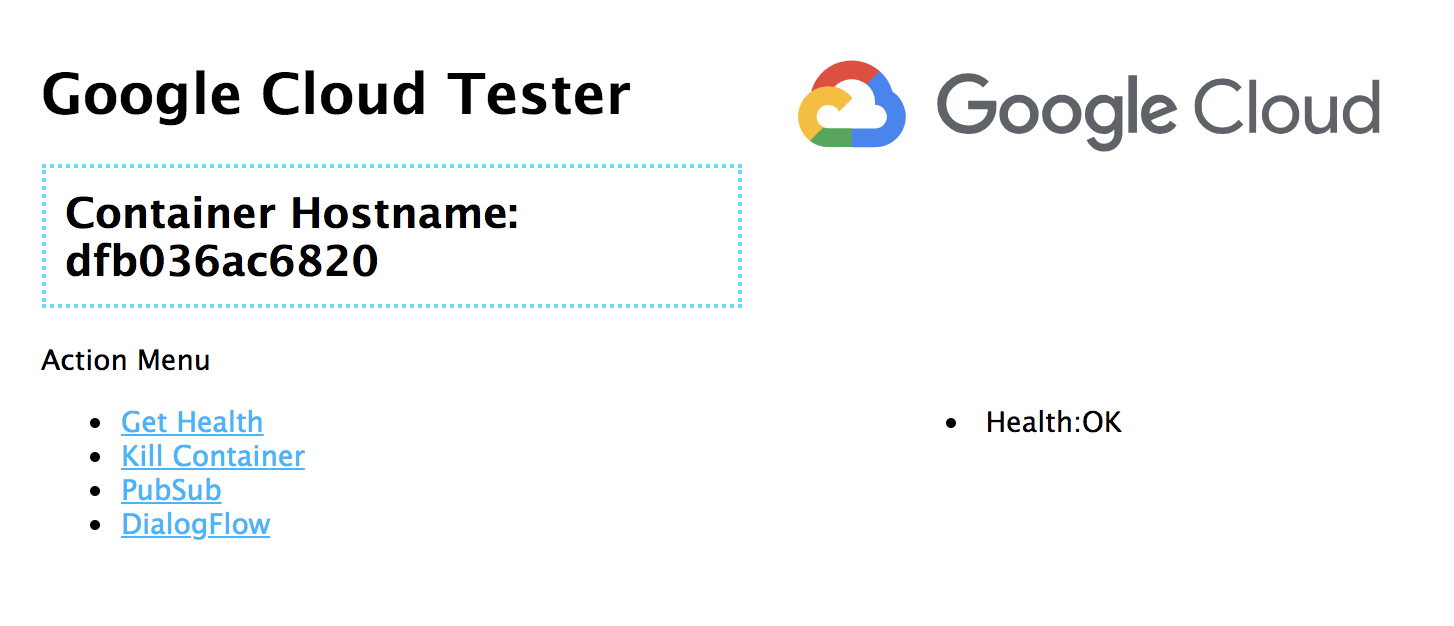 Google Cloud Tester
Google Cloud
Container Hostname:
dfb036ac6820
Action Menu
Get Health
Kill Container
PubSub
DialogFlow
Health:OK